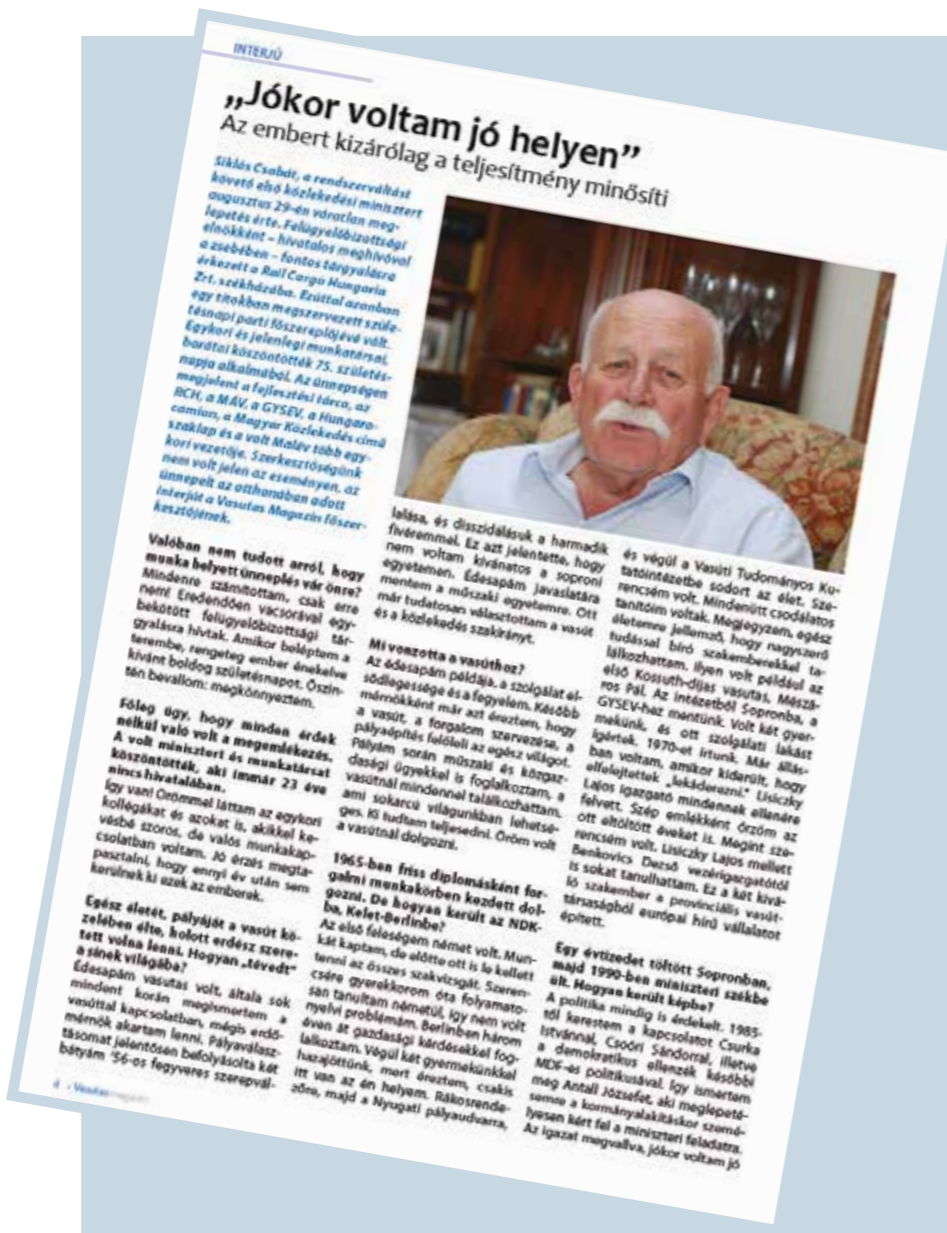 INTERJÚ
„Jókor voltam jó helyen”
Az embert kizárólag a teljesítmény minősíti
Siklós Csabát, a rendszerváltást
követő első közlekedési minisztert
augusztus 29-én váratlan meg-
lepetés érte. Felügyelőbizottsági
elnökként – hivatalos meghívóval
a zsebében – fontos tárgyalásra
érkezett a Rail Cargo Hungaria
Zrt. székházába. Ezúttal azonban
egy titokban megszervezett szüle-
tésnapi parti főszereplőjévé vált.
Egykori és jelenlegi munkatársai,
barátai köszöntötték 75. születés-
napja alkalmából. Az ünnepségen
megjelent a fejlesztési tárca, az
RCH, a MÁV, a GYSEV, a Hungaro-
camion, a Magyar Közlekedés című
szaklap és a volt Malév több egy-
kori vezetője. Szerkesztőségünk
nem volt jelen az eseményen, az
ünnepelt az otthonában adott
interjút a Vasutas Magazin főszer-
kesztőjének.
Valóban nem tudott arról, hogy
munka helyett ünneplés vár önre?
Mindenre számítottam, csak erre
nem! Eredendően vacsorával egy-
bekötött felügyelőbizottsági tár-
gyalásra hívtak. Amikor beléptem a
terembe, rengeteg ember énekelve
kívánt boldog születésnapot. Őszin-
tén bevallom: megkönnyeztem.
Főleg úgy, hogy minden érdek
nélkül való volt a megemlékezés.
A volt minisztert és munkatársat
köszöntötték, aki immár 23 éve
nincs hivatalában.
Így van! Örömmel láttam az egykori
kollégákat és azokat is, akikkel ke-
vésbé szoros, de valós munkakap-
csolatban voltam. Jó érzés megta-
pasztalni, hogy ennyi év után sem
kerülnek ki ezek az emberek.
Egész életét, pályáját a vasút kö-
zelében élte, holott erdész szere-
tett volna lenni. Hogyan „tévedt”
a sínek világába?
Édesapám vasutas volt, általa sok
mindent korán megismertem a
vasúttal kapcsolatban, mégis erdő-
mérnök akartam lenni. Pályaválasz-
tásomat jelentősen befolyásolta két
bátyám ’56-os fegyveres szerepvál-
lalása, és disszidálásuk a harmadik
fivéremmel. Ez azt jelentette, hogy
nem voltam kívánatos a soproni
egyetemen. Édesapám javaslatára
mentem a műszaki egyetemre. Ott
már tudatosan választottam a vasút
és a közlekedés szakirányt.
Mi vonzotta a vasúthoz?
Az édesapám példája, a szolgálat el-
sődlegessége és a fegyelem. Később
mérnökként már azt éreztem, hogy
a vasút, a forgalom szervezése, a
pályaépítés felöleli az egész világot.
Pályám során műszaki és közgaz-
dasági ügyekkel is foglalkoztam, a
vasútnál mindennel találkozhattam,
ami sokarcú világunkban lehetsé-
ges. Ki tudtam teljesedni. Öröm volt
a vasútnál dolgozni.
1965-ben friss diplomásként for-
galmi munkakörben kezdett dol-
gozni. De hogyan került az NDK-
ba, Kelet-Berlinbe?
Az első feleségem német volt. Mun-
kát kaptam, de előtte ott is le kellett
tenni az összes szakvizsgát. Szeren-
csére gyerekkorom óta folyamato-
san tanultam németül, így nem volt
nyelvi problémám. Berlinben három
éven át gazdasági kérdésekkel fog-
lalkoztam. Végül két gyermekünkkel
hazajöttünk, mert éreztem, csakis
itt van az én helyem. Rákosrende-
zőre, majd a Nyugati pályaudvarra,
és végül a Vasúti Tudományos Ku-
tatóintézetbe sodort az élet. Sze-
rencsém volt. Mindenütt csodálatos
tanítóim voltak. Megjegyzem, egész
életemre jellemző, hogy nagyszerű
tudással bíró szakemberekkel ta-
lálkozhattam. Ilyen volt például az
első Kossuth-díjas vasutas, Mészá-
ros Pál. Az intézetből Sopronba, a
GYSEV-hez mentünk. Volt két gyer-
mekünk, és ott szolgálati lakást
ígértek. 1970-et írtunk. Már állás-
ban voltam, amikor kiderült, hogy
elfelejtettek „lekáderezni.” Lisiczky
Lajos igazgató mindennek ellenére
felvett. Szép emlékként őrzöm az
ott eltöltött éveket is. Megint sze-
rencsém volt. Lisiczky Lajos mellett
Benkovics Dezső vezérigazgatótól
is sokat tanulhattam. Ez a két kivá-
ló szakember a provinciális vasút-
társaságból európai hírű vállalatot
épített.
Egy évtizedet töltött Sopronban,
majd 1990-ben miniszteri székbe
ült. Hogyan került képbe?
A politika mindig is érdekelt. 1985-
től kerestem a kapcsolatot Csurka
Istvánnal, Csoóri Sándorral, illetve
a demokratikus ellenzék későbbi
MDF-es politikusával. Így ismertem
meg Antall Józsefet, aki meglepeté-
semre a kormányalakításkor szemé-
lyesen kért fel a miniszteri feladatra.
Az igazat megvallva, jókor voltam jó
Vasutas magazin